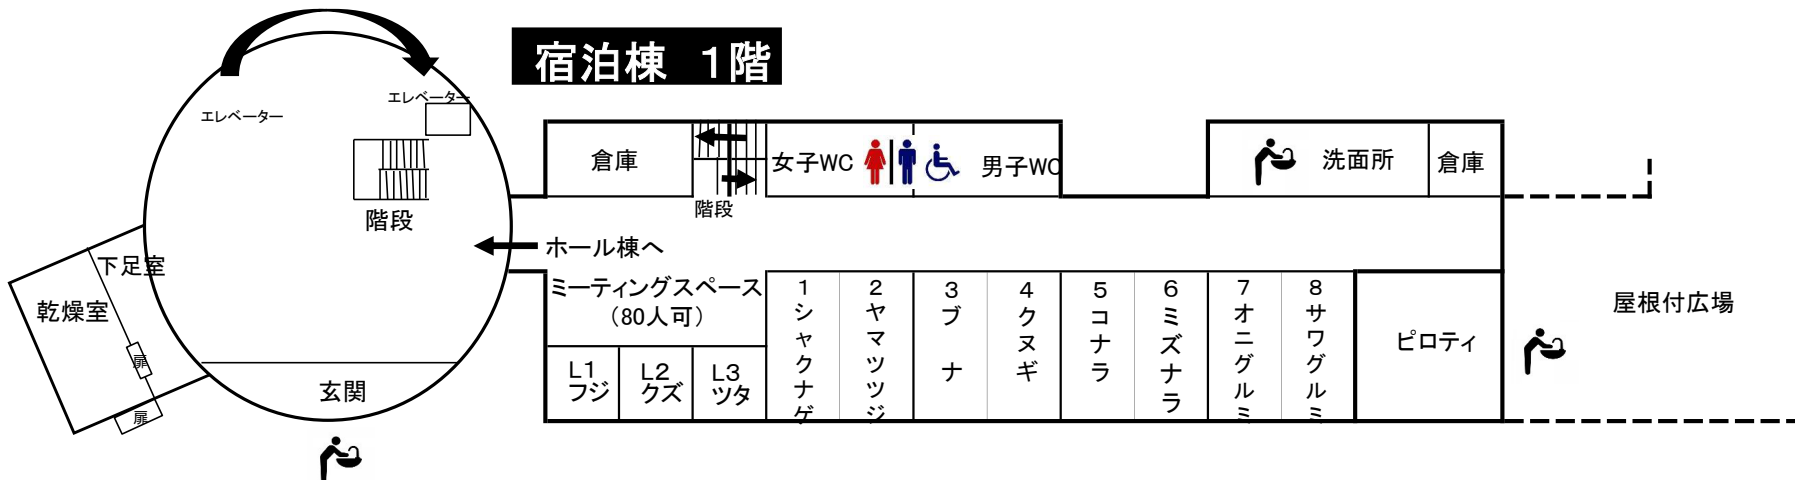 宿泊棟 1階
エレベーター
エレベーター
階段
下足室
乾燥室
扉
扉
玄関
倉庫
階段
女子WC
男子WC
洗面所
倉庫
ホール棟へ
ミーティングスペース
（80人可）
L1
フジ
L2
クズ
L3
ツタ
1
シャクナゲ
2
ヤマツツジ
3
ブナ
4
クヌギ
5
コナラ
6
ミズナラ
7
オニグルミ
8
サワグルミ
ピロティ
屋根付広場